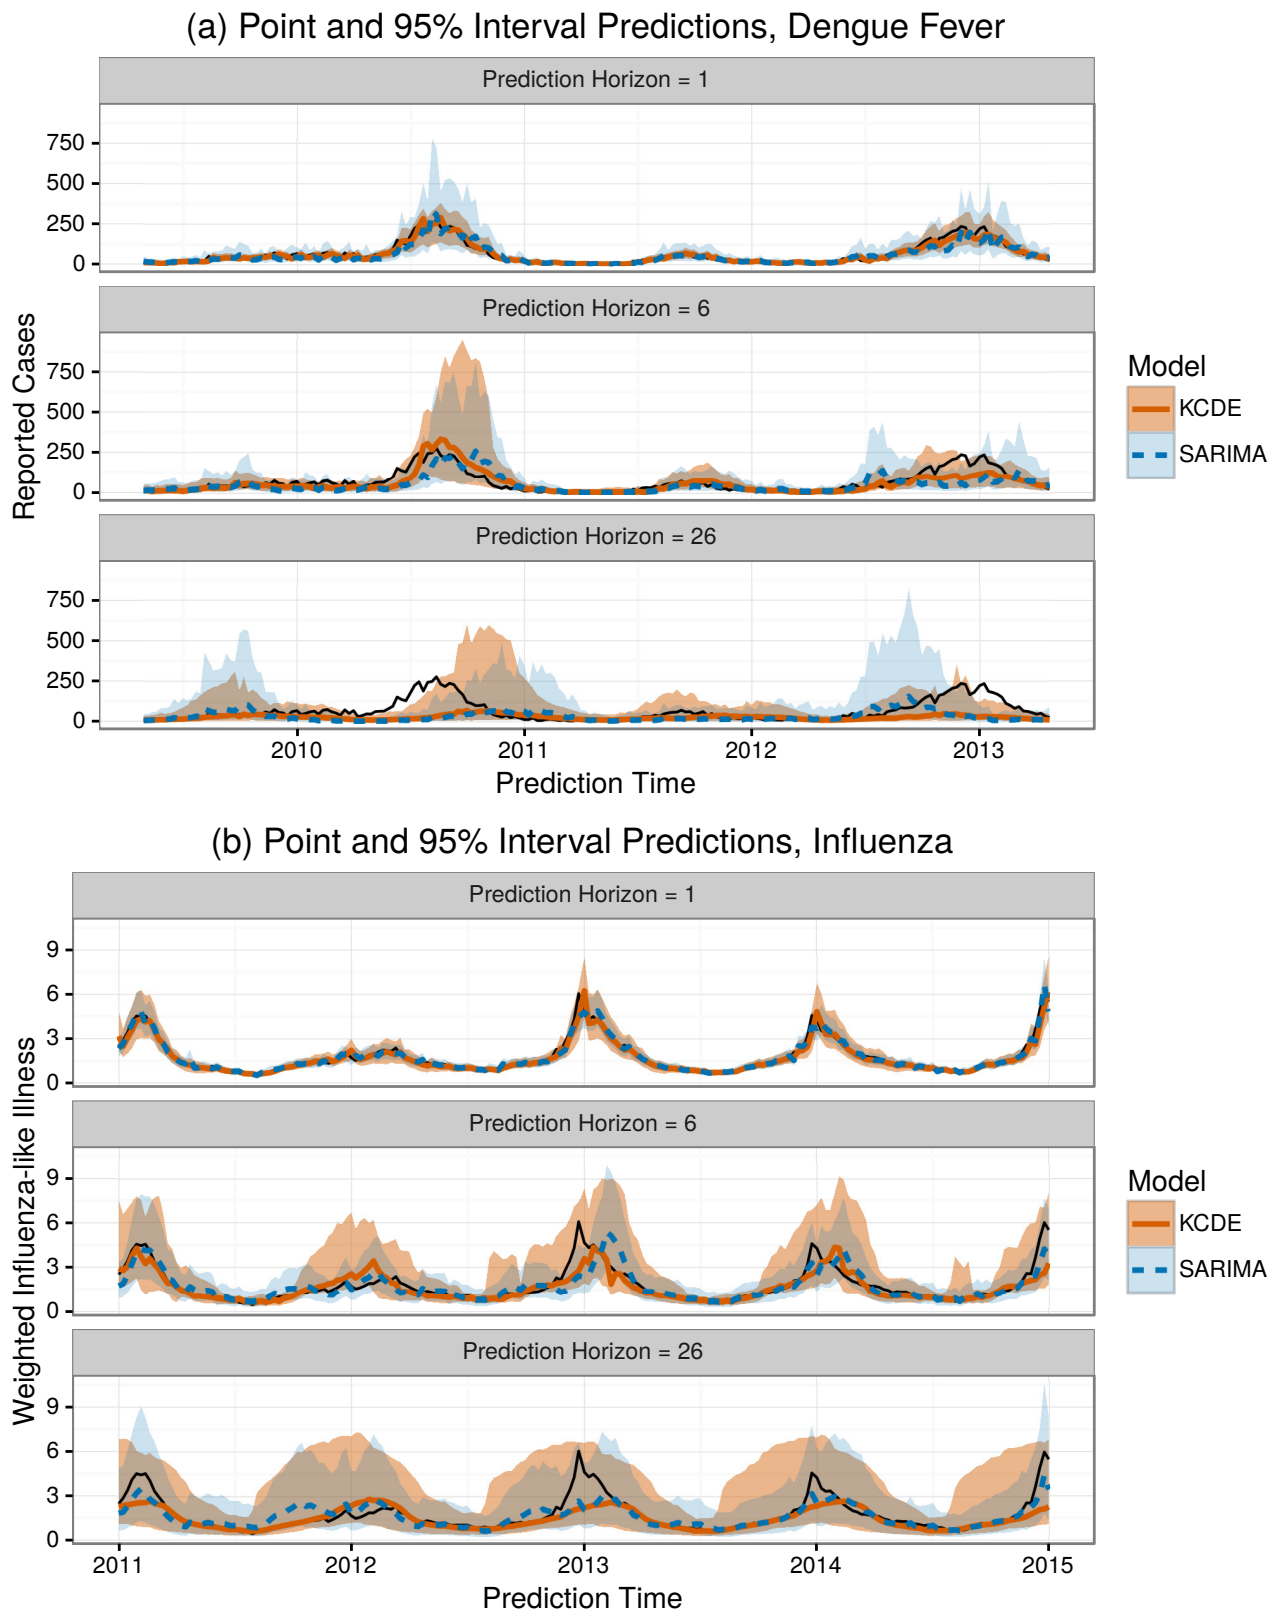 (a) Point and 95% Interval Predictions, Dengue Fever
Prediction Horizon = 1
750
500
250
0
Prediction Horizon = 6
750
500
250
0
Prediction Horizon = 26
750
500
250
0
2010
2011
2012
2013
Reported Cases
Prediction Time
Model
KCDE
SARIMA
(b) Point and 95% Interval Predictions, Influenza
Prediction Horizon = 1
9
6
3
0
Prediction Horizon = 6
9
6
3
0
Prediction Horizon = 26
9
6
3
0
2011
2012
2013
2014
2015
Weighted Influenza-like Illness
Prediction Time
Model
KCDE
SARIMA